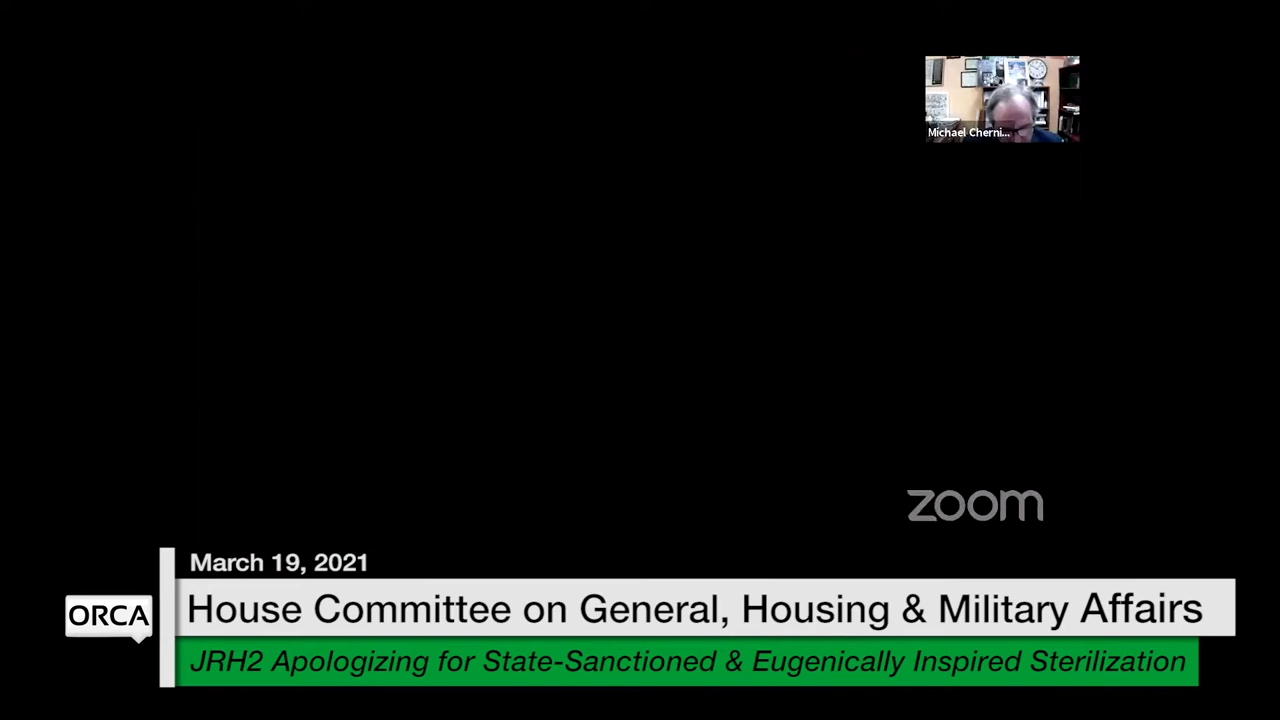 Michael Cherni...
zoom
March 19, 2021
House Committee on General, Housing & Military Affairs
ORCA
JRH2 Apologizing for State-Sanctioned & Eugenically Inspired Sterilization